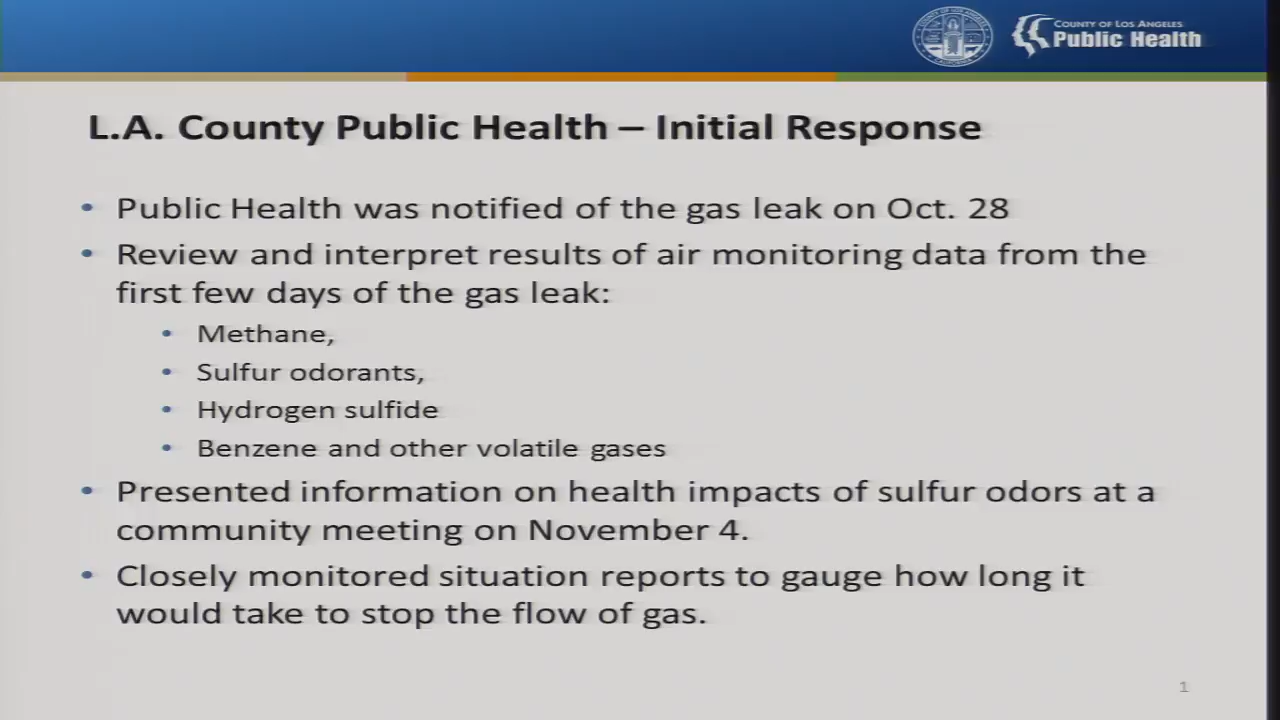 COUNTY OF LOS ANGELES
Public Health
L.A. County Public Health – Initial Response
• Public Health was notified of the gas leak on Oct. 28
• Review and interpret results of air monitoring data from the
first few days of the gas leak:
• Methane,
• Sulfur odorants,
• Hydrogen sulfide
• Benzene and other volatile gases
• Presented information on health impacts of sulfur odors at a
community meeting on November 4.
• Closely monitored situation reports to gauge how long it
would take to stop the flow of gas.
1